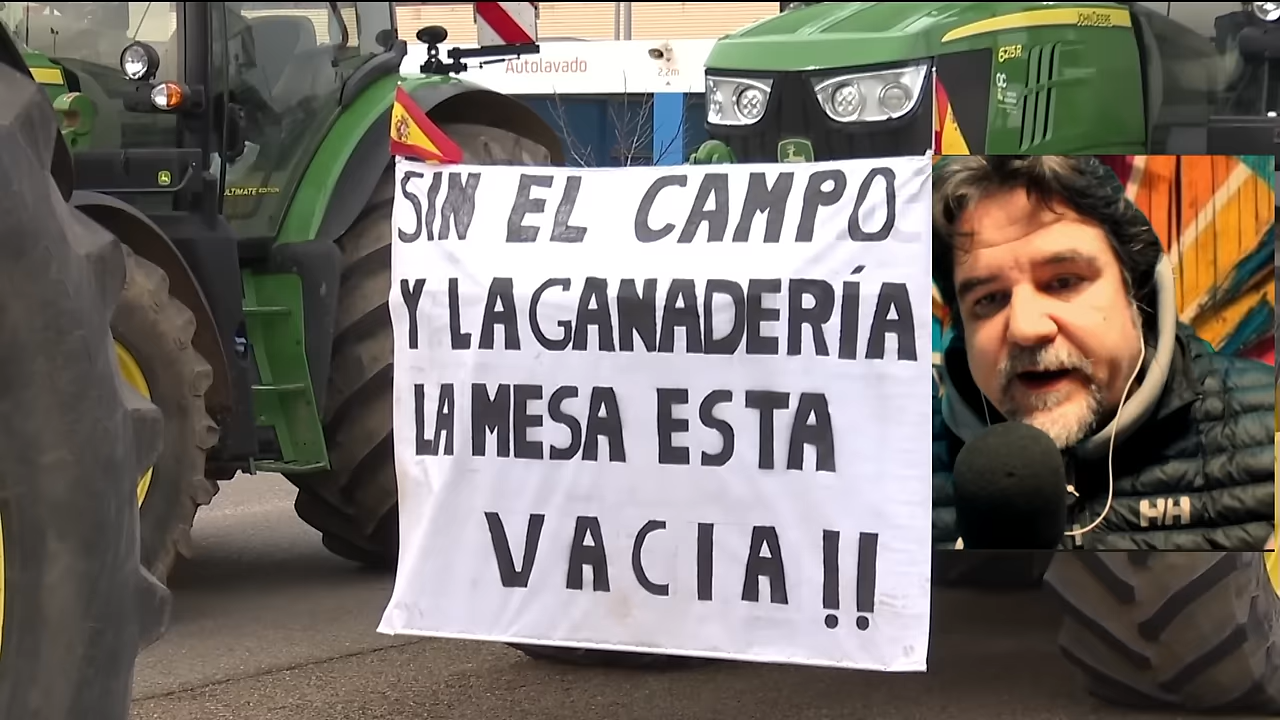 JOHN DEERE
6215R
Autolavado
2,2m
ULTIMATE EDITION
SIN EL CAMPO
Y LA GANADERÍA
LA MESA ESTA
VACIA!!
HH